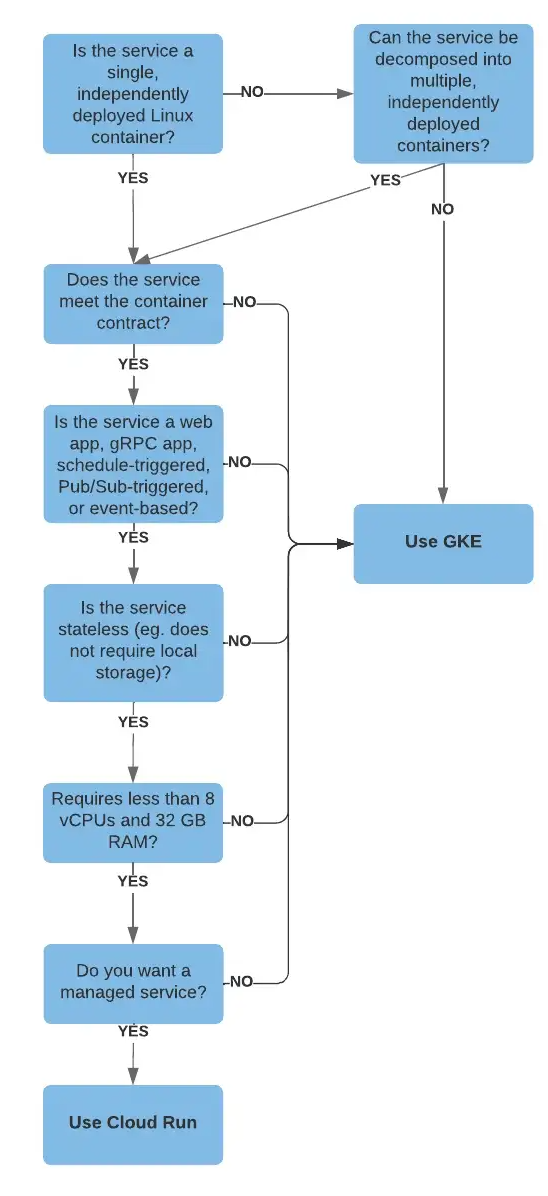 Is the service a
single,
independently
deployed Linux
container?
NO
Can the service be
decomposed into
multiple,
independently
deployed
containers?
YES
YES
NO
Does the service
meet the container
contract?
NO
YES
Is the service a web
app, gRPC app,
schedule-triggered,
Pub/Sub-triggered,
or event-based?
NO
YES
Use GKE
Is the service
stateless (eg. does
not require local
storage)?
NO
YES
Requires less than 8
vCPUs and 32 GB
RAM?
NO
YES
Do you want a
managed service?
NO
YES
Use Cloud Run